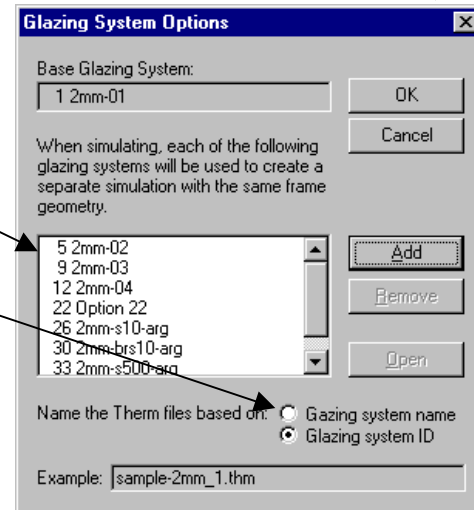 Glazing System Options
Base Glazing System:
1 2mm-01
OK
Cancel
When simulating, each of the following
glazing systems will be used to create a
separate simulation with the same frame
geometry.
5 2mm-02
9 2mm-03
12 2mm-04
22 Option 22
26 2mm-s10-arg
30 2mm-brs10-arg
33 2mm-s500-arg
Add
Remove
Open
Name the Therm files based on:
Gazing system name
Glazing system ID
Example: sample-2mm_1.thm